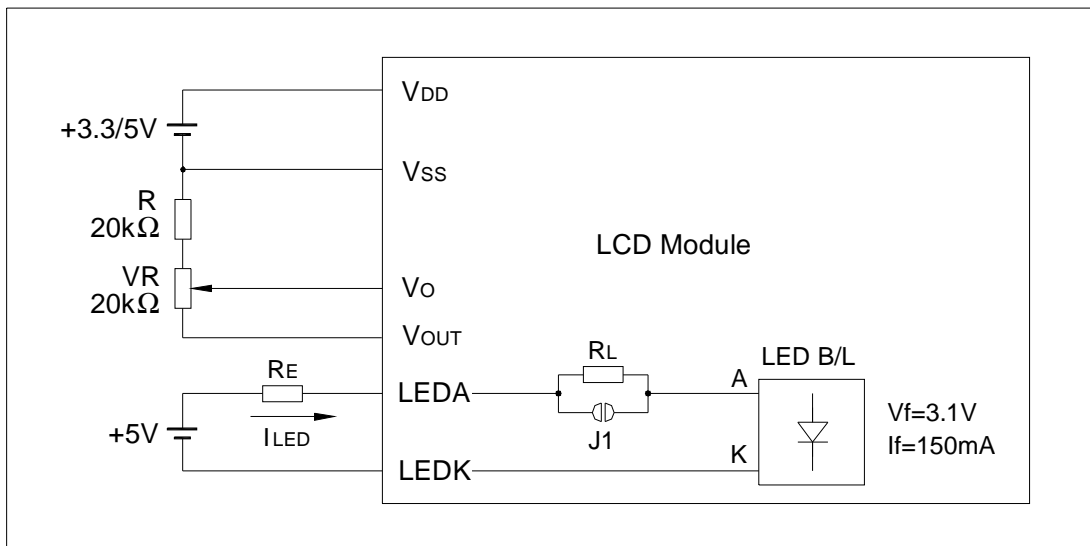 VDD
+3.3/5V
VSS
R
20kΩ
LCD Module
VR
20kΩ
VO
VOUT
RE
RL
LED B/L
LEDA
A
Vf=3.1V
+5V
ILED
J1
If=150mA
K
LEDK